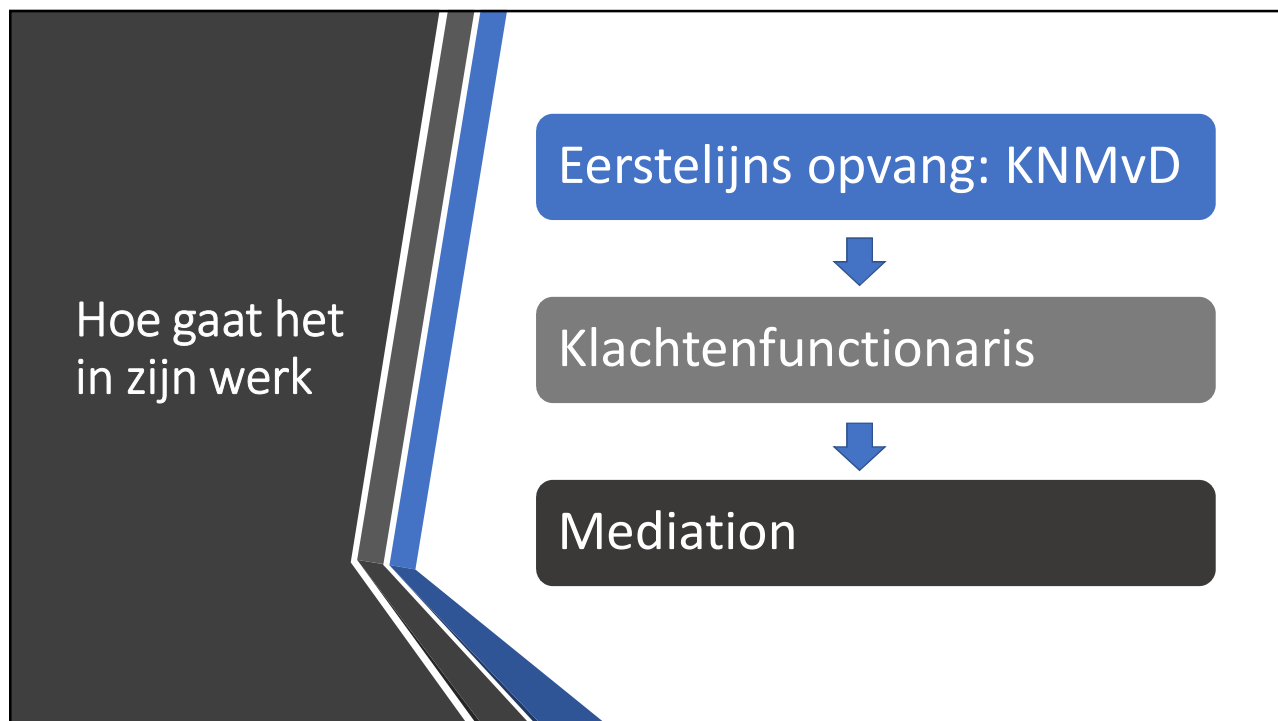 Hoe gaat het
in zijn werk
Eerstelijns opvang: KNMvD
Klachtenfunctionaris
Mediation